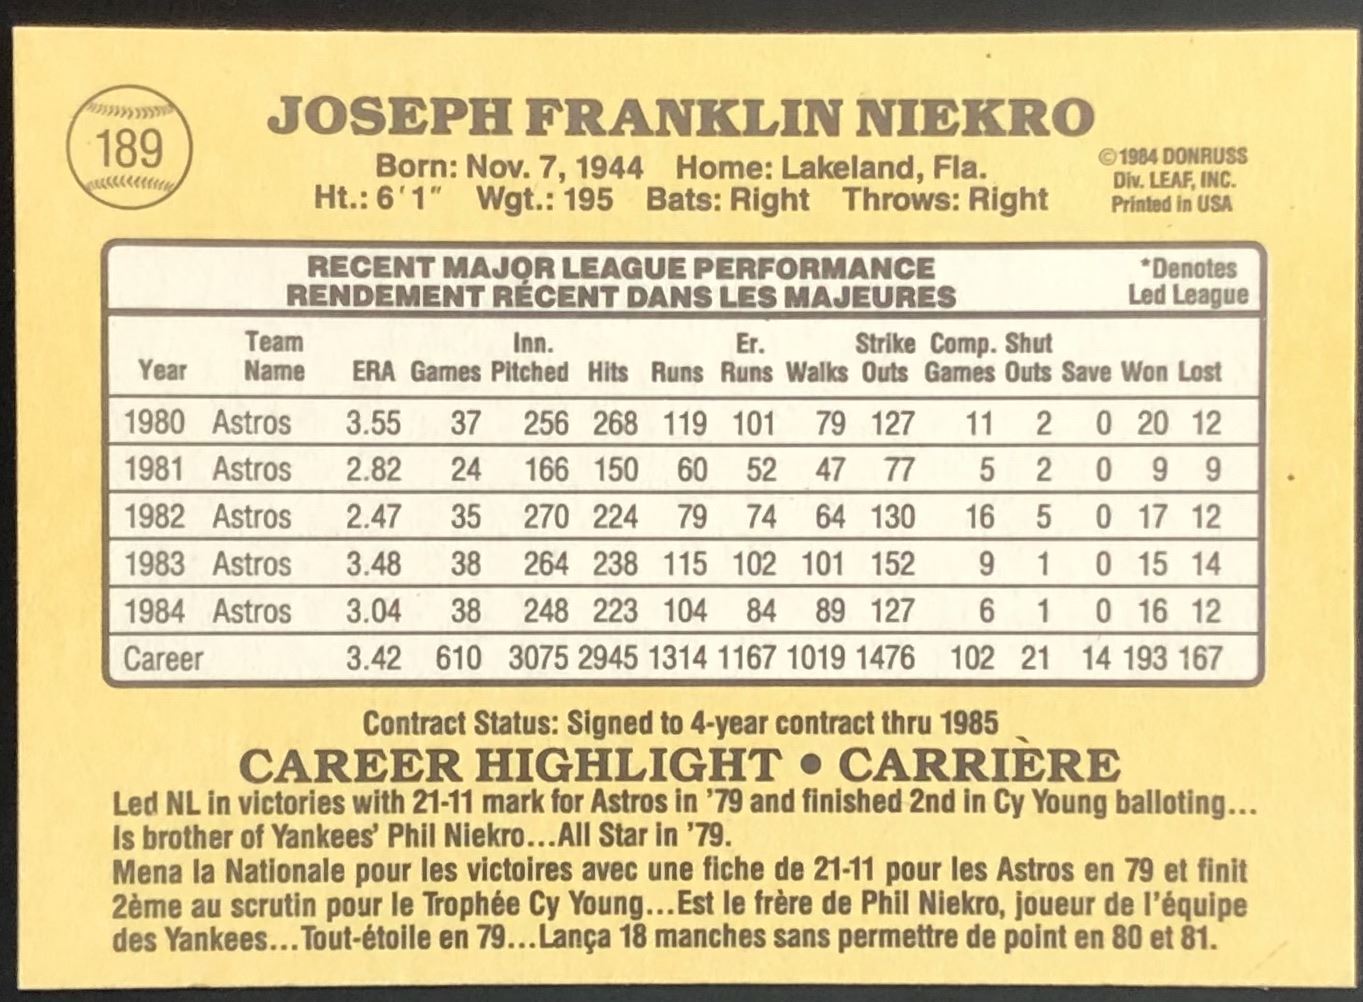 189
JOSEPH FRANKLIN NIEKRO
Born: Nov. 7, 1944 Home: Lakeland, Fla.
Ht.: 6'1" Wgt.: 195 Bats: Right Throws: Right
©1984 DONRUSS
Div. LEAF, INC.
Printed in USA
RECENT MAJOR LEAGUE PERFORMANCE
RENDEMENT RÉCENT DANS LES MAJEURES
*Denotes
Led League
Team Inn. Er. Strike Comp. Shut
Year Name ERA Games Pitched Hits Runs Runs Walks Outs Games Outs Save Won Lost
1980 Astros 3.55 37 256 268 119 101 79 127 11 2 0 20 12
1981 Astros 2.82 24 166 150 60 52 47 77 5 2 0 9 9
1982 Astros 2.47 35 270 224 79 74 64 130 16 5 0 17 12
1983 Astros 3.48 38 264 238 115 102 101 152 9 1 0 15 14
1984 Astros 3.04 38 248 223 104 84 89 127 6 1 0 16 12
Career 3.42 610 3075 2945 1314 1167 1019 1476 102 21 14 193 167
Contract Status: Signed to 4-year contract thru 1985
CAREER HIGHLIGHT • CARRIÈRE
Led NL in victories with 21-11 mark for Astros in '79 and finished 2nd in Cy Young balloting...
Is brother of Yankees' Phil Niekro...All Star in '79.
Mena la Nationale pour les victoires avec une fiche de 21-11 pour les Astros en 79 et finit
2ème au scrutin pour le Trophée Cy Young...Est le frère de Phil Niekro, joueur de l'équipe
des Yankees...Tout-étoile en 79...Lança 18 manches sans permettre de point en 80 et 81.